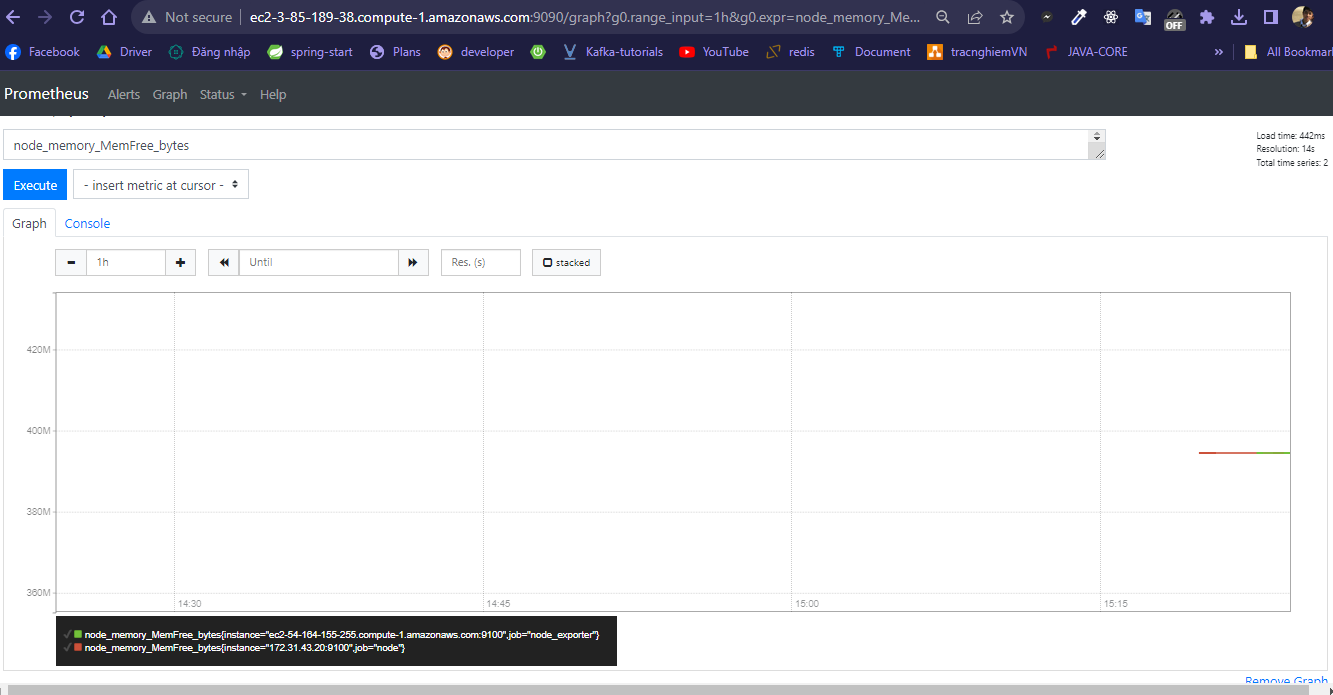 Not secure
ec2-3-85-189-38.compute-1.amazonaws.com:9090/graph?g0.range_input=1h&g0.expr=node_memory_Me...
OFF
Facebook
Driver
Đăng nhập
spring-start
Plans
developer
Kafka-tutorials
YouTube
redis
Document
tracnghiemVN
JAVA-CORE
»
All Bookmar
Prometheus
Alerts
Graph
Status
Help
node_memory_MemFree_bytes
Load time: 442ms
Resolution: 14s
Total time series: 2
Execute
- insert metric at cursor -
Graph
Console
1h
Until
Res. (s)
stacked
420M
400M
380M
360M
14:30
14:45
15:00
15:15
node_memory_MemFree_bytes{instance="ec2-54-164-155-255.compute-1.amazonaws.com:9100",job="node_exporter"}
node_memory_MemFree_bytes{instance="172.31.43.20:9100",job="node"}
Remove Graph